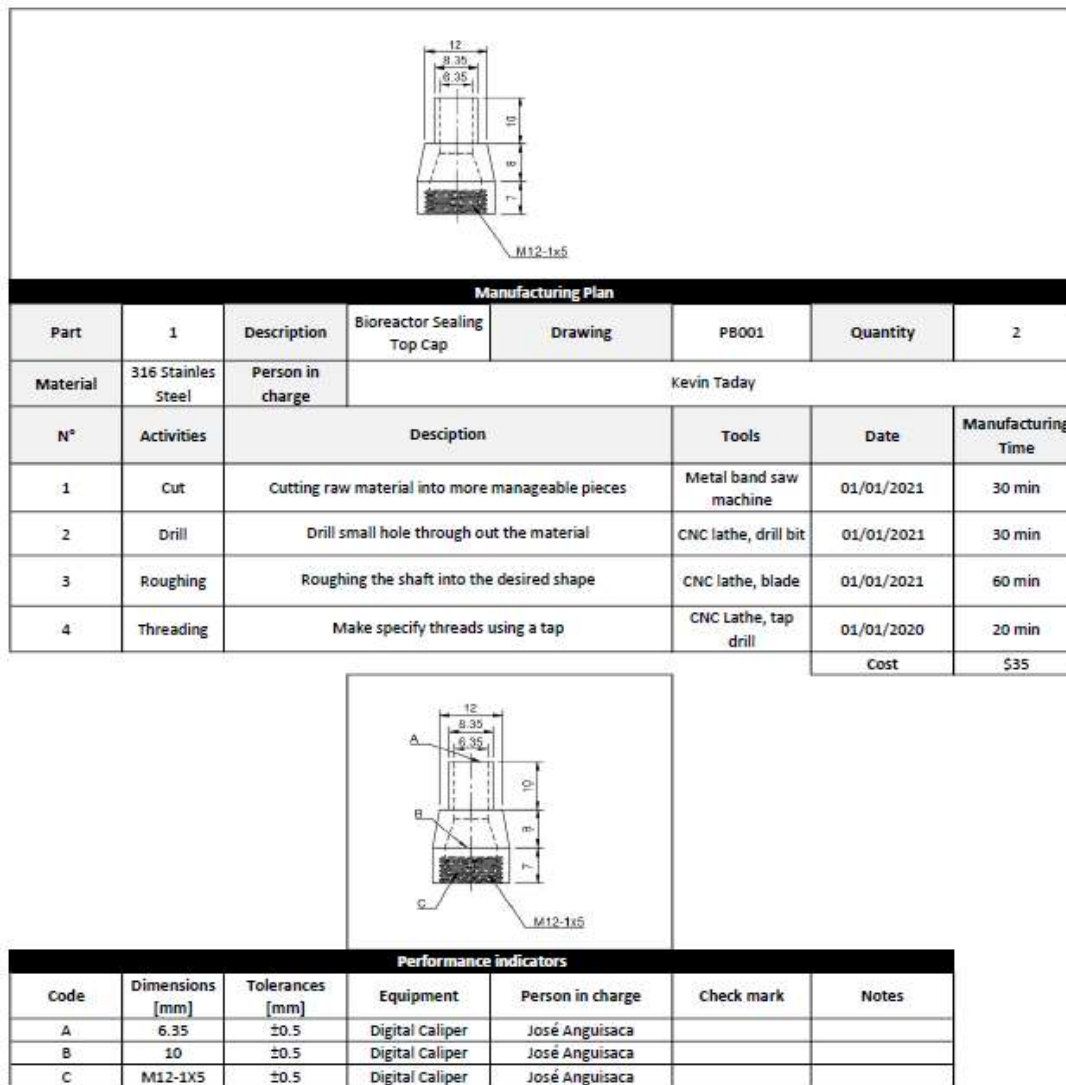 12
8.35
6.35
10
8
7
M12-1x5
Manufacturing Plan
Part 1 Description Bioreactor Sealing Top Cap Drawing PB001 Quantity 2
Material 316 Stainles Steel Person in charge Kevin Taday
N° Activities Desciption Tools Date Manufacturing Time
1 Cut Cutting raw material into more manageable pieces Metal band saw machine 01/01/2021 30 min
2 Drill Drill small hole through out the material CNC lathe, drill bit 01/01/2021 30 min
3 Roughing Roughing the shaft into the desired shape CNC lathe, blade 01/01/2021 60 min
4 Threading Make specify threads using a tap CNC Lathe, tap drill 01/01/2020 20 min
Cost $35
12
8.35
A 6.35
10
B
8
7
C
M12-1x5
Performance indicators
Code Dimensions [mm] Tolerances [mm] Equipment Person in charge Check mark Notes
A 6.35 ±0.5 Digital Caliper José Anguisaca
B 10 ±0.5 Digital Caliper José Anguisaca
C M12-1X5 ±0.5 Digital Caliper José Anguisaca